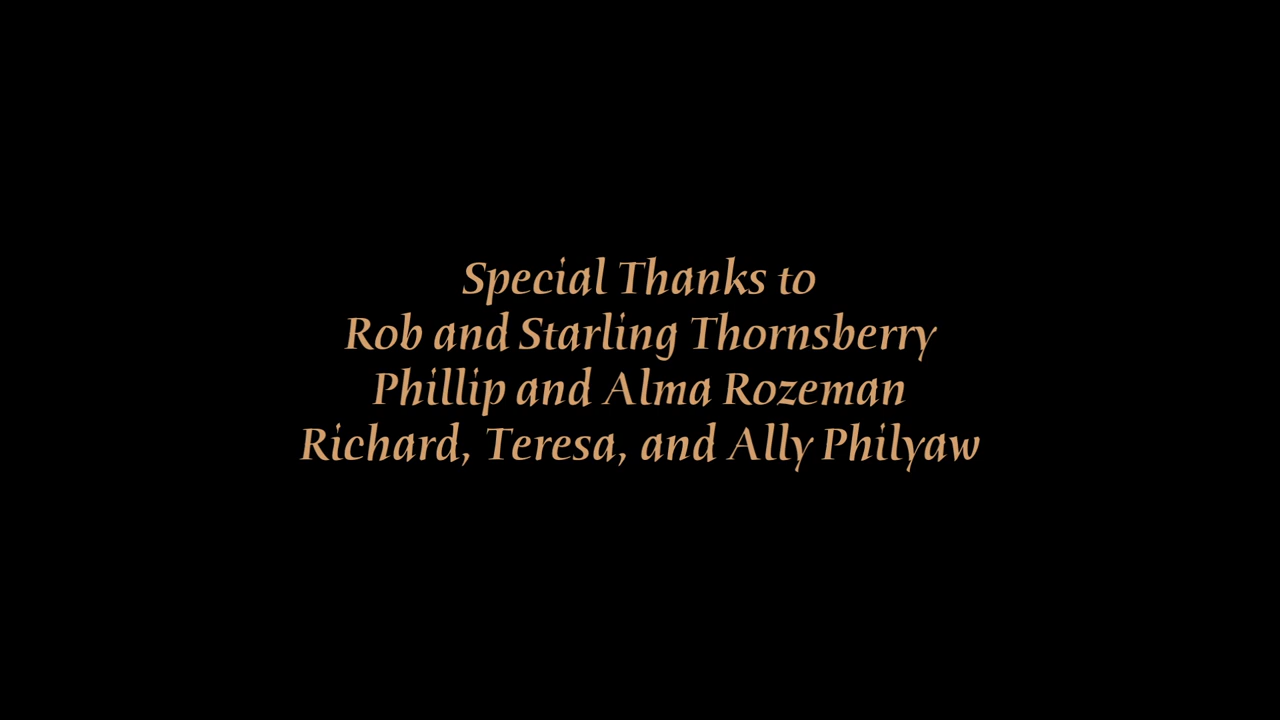 Special Thanks to
Rob and Starling Thornsberry
Phillip and Alma Rozeman
Richard, Teresa, and Ally Philyaw